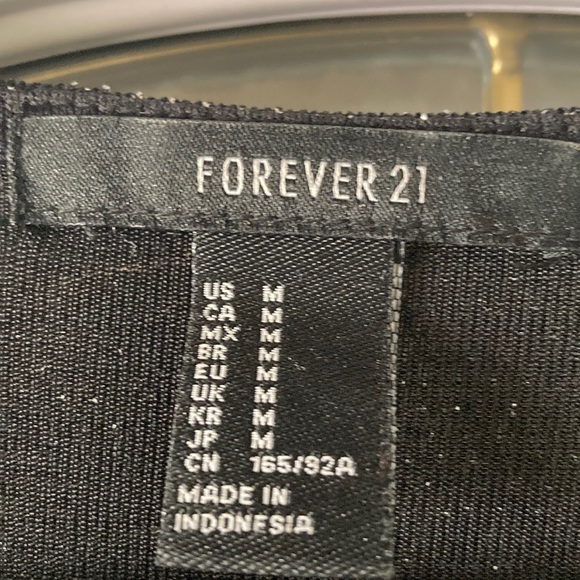 FOREVER 21
US M
CA M
MX M
BR M
EU M
UK M
KR M
JP M
CN 165/92A
MADE IN
INDONESIA